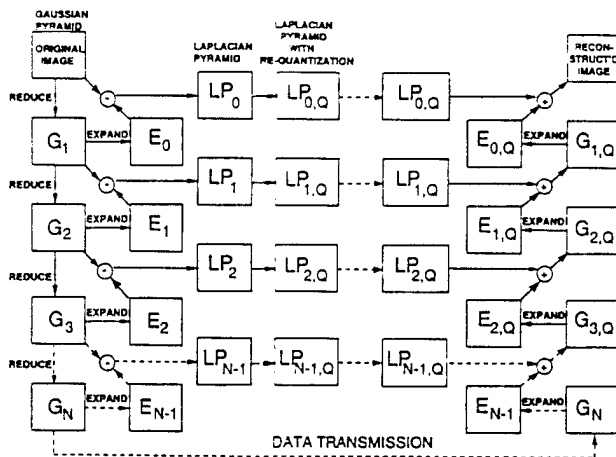 GAUSSIAN
PYRAMID
ORIGINAL
IMAGE
LAPLACIAN
PYRAMID
LAPLACIAN
PYRAMID
WITH
RE-QUANTIZATION
RECON-
STRUCTED
IMAGE
REDUCE
-
LP0
LP0,Q
LP0,Q
+
G1
EXPAND
E0
E0,Q
EXPAND
G1,Q
REDUCE
-
LP1
LP1,Q
LP1,Q
+
G2
EXPAND
E1
E1,Q
EXPAND
G2,Q
REDUCE
-
LP2
LP2,Q
LP2,Q
+
G3
EXPAND
E2
E2,Q
EXPAND
G3,Q
REDUCE
-
LPN-1
LPN-1,Q
LPN-1,Q
+
GN
EXPAND
EN-1
EN-1
EXPAND
GN
DATA TRANSMISSION